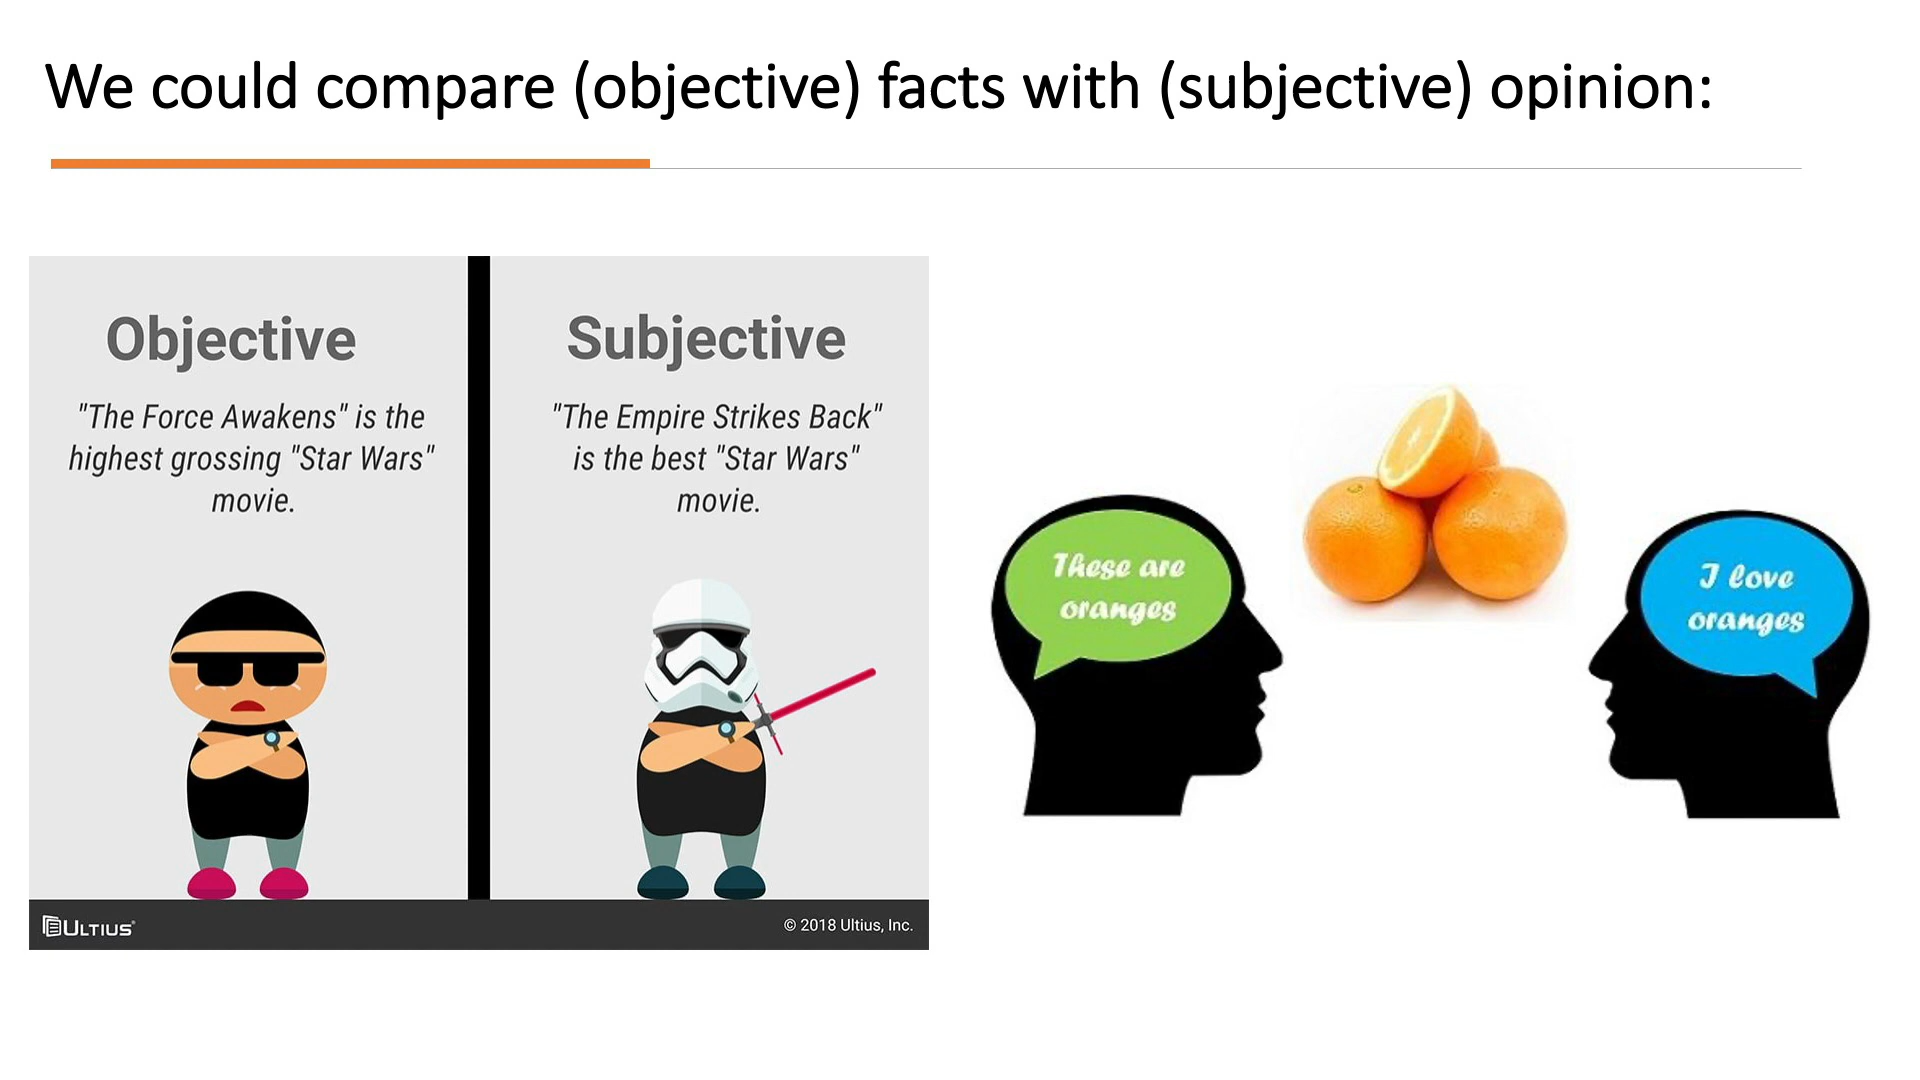 We could compare (objective) facts with (subjective) opinion:
Objective
"The Force Awakens" is the
highest grossing "Star Wars"
movie.
Subjective
"The Empire Strikes Back"
is the best "Star Wars"
movie.
ULTIUS®
© 2018 Ultius, Inc.
These are
oranges
I love
oranges